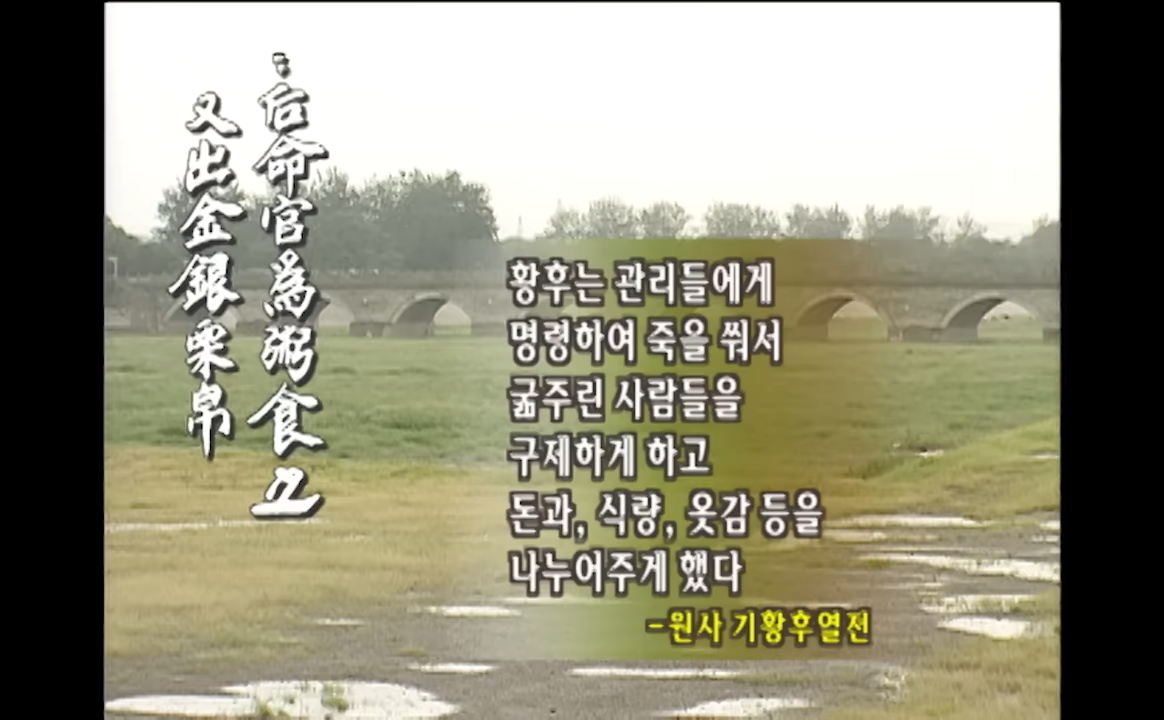 ：后命官為粥食之
又出金銀粟帛
황후는 관리들에게
명령하여 죽을 쒀서
굶주린 사람들을
구제하게 하고
돈과, 식량, 옷감 등을
나누어주게 했다
-원사 기황후열전